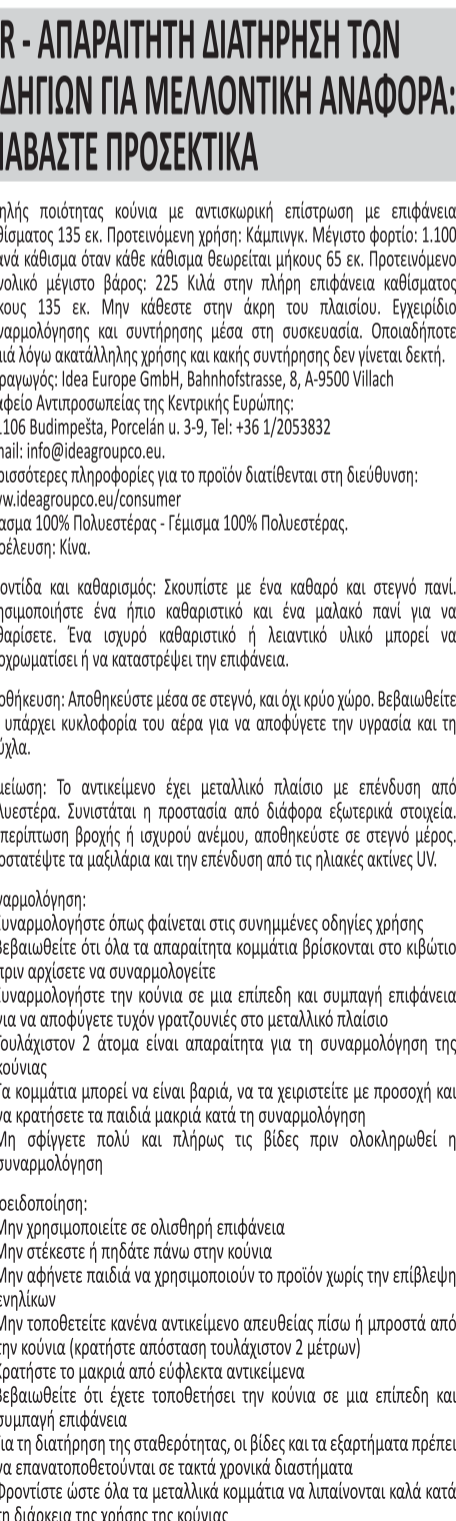 R - ΑΠΑΡΑΙΤΗΤΗ ΔΙΑΤΗΡΗΣΗ ΤΩΝ
ΔΗΓΙΩΝ ΓΙΑ ΜΕΛΛΟΝΤΙΚΗ ΑΝΑΦΟΡΑ:
ΙΑΒΑΣΤΕ ΠΡΟΣΕΚΤΙΚΑ
ηλής ποιότητας κούνια με αντισκωρική επίστρωση με επιφάνεια
θίσματος 135 εκ. Προτεινόμενη χρήση: Κάμπινγκ. Μέγιστο φορτίο: 1.100
ανά κάθισμα όταν κάθε κάθισμα θεωρείται μήκους 65 εκ. Προτεινόμενο
νολικό μέγιστο βάρος: 225 Κιλά στην πλήρη επιφάνεια καθίσματος
κους 135 εκ. Μην κάθεστε στην άκρη του πλαισίου. Εγχειρίδιο
ναρμολόγησης και συντήρησης μέσα στη συσκευασία. Οποιαδήποτε
μιά λόγω ακατάλληλης χρήσης και κακής συντήρησης δεν γίνεται δεκτή.
ραγωγός: Idea Europe GmbH, Bahnhofstrasse, 8, A-9500 Villach
αφείο Αντιπροσωπείας της Κεντρικής Ευρώπης:
1106 Budimpešta, Porcelán u. 3-9, Tel: +36 1/2053832
mail: info@ideagroupco.eu.
ρισσότερες πληροφορίες για το προϊόν διατίθενται στη διεύθυνση:
ww.ideagroupco.eu/consumer
ασμα 100% Πολυεστέρας - Γέμισμα 100% Πολυεστέρας.
οέλευση: Κίνα.
οντίδα και καθαρισμός: Σκουπίστε με ένα καθαρό και στεγνό πανί.
ησιμοποιήστε ένα ήπιο καθαριστικό και ένα μαλακό πανί για να
θαρίσετε. Ένα ισχυρό καθαριστικό ή λειαντικό υλικό μπορεί να
οχρωματίσει ή να καταστρέψει την επιφάνεια.
οθήκευση: Αποθηκεύστε μέσα σε στεγνό, και όχι κρύο χώρο. Βεβαιωθείτε
υπάρχει κυκλοφορία του αέρα για να αποφύγετε την υγρασία και τη
ύχλα.
μείωση: Το αντικείμενο έχει μεταλλικό πλαίσιο με επένδυση από
λυεστέρα. Συνιστάται η προστασία από διάφορα εξωτερικά στοιχεία.
περίπτωση βροχής ή ισχυρού ανέμου, αποθηκεύστε σε στεγνό μέρος.
οστατέψτε τα μαξιλάρια και την επένδυση από τις ηλιακές ακτίνες UV.
ναρμολόγηση:
Συναρμολογήστε όπως φαίνεται στις συνημμένες οδηγίες χρήσης
Βεβαιωθείτε ότι όλα τα απαραίτητα κομμάτια βρίσκονται στο κιβώτιο
πριν αρχίσετε να συναρμολογείτε
Συναρμολογήστε την κούνια σε μια επίπεδη και συμπαγή επιφάνεια
για να αποφύγετε τυχόν γρατζουνιές στο μεταλλικό πλαίσιο
Τουλάχιστον 2 άτομα είναι απαραίτητα για τη συναρμολόγηση της
κούνιας
Τα κομμάτια μπορεί να είναι βαριά, να τα χειριστείτε με προσοχή και
να κρατήσετε τα παιδιά μακριά κατά τη συναρμολόγηση
Μη σφίγγετε πολύ και πλήρως τις βίδες πριν ολοκληρωθεί η
συναρμολόγηση
οειδοποίηση:
Μην χρησιμοποιείτε σε ολισθηρή επιφάνεια
Μην στέκεστε ή πηδάτε πάνω στην κούνια
Μην αφήνετε παιδιά να χρησιμοποιούν το προϊόν χωρίς την επίβλεψη
ενηλίκων
Μην τοποθετείτε κανένα αντικείμενο απευθείας πίσω ή μπροστά από
την κούνια (κρατήστε απόσταση τουλάχιστον 2 μέτρων)
Κρατήστε το μακριά από εύφλεκτα αντικείμενα
Βεβαιωθείτε ότι έχετε τοποθετήσει την κούνια σε μια επίπεδη και
συμπαγή επιφάνεια
Για τη διατήρηση της σταθερότητας, οι βίδες και τα εξαρτήματα πρέπει
να επανατοποθετούνται σε τακτά χρονικά διαστήματα
Φροντίστε ώστε όλα τα μεταλλικά κομμάτια να λιπαίνονται καλά κατά
τη διάρκεια της χρήσης της κούνιας